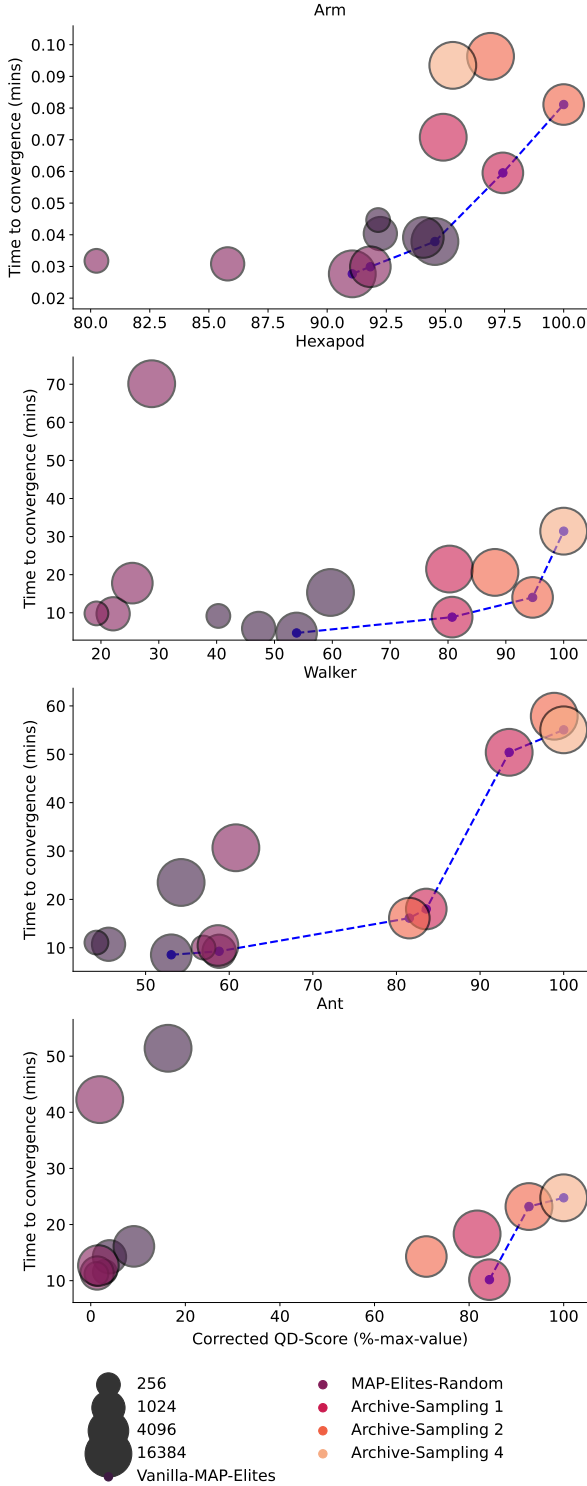 Arm
Time to convergence (mins)
0.10
0.09
0.08
0.07
0.06
0.05
0.04
0.03
0.02
80.0 82.5 85.0 87.5 90.0 92.5 95.0 97.5 100.0
Hexapod
Time to convergence (mins)
70
60
50
40
30
20
10
20 30 40 50 60 70 80 90 100
Walker
Time to convergence (mins)
60
50
40
30
20
10
50 60 70 80 90 100
Ant
Time to convergence (mins)
50
40
30
20
10
0 20 40 60 80 100
Corrected QD-Score (%-max-value)
256
1024
4096
16384
Vanilla-MAP-Elites
MAP-Elites-Random
Archive-Sampling 1
Archive-Sampling 2
Archive-Sampling 4